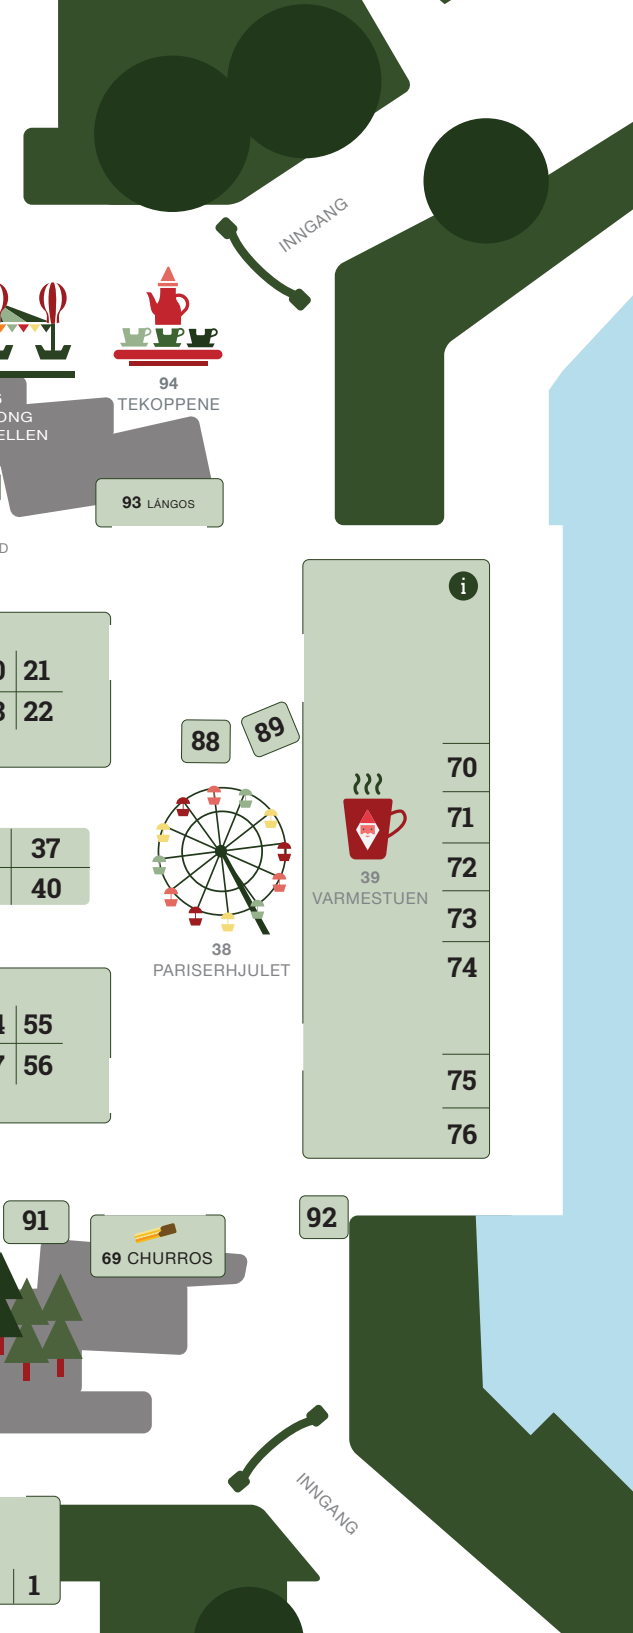 INNGANG
94
TEKOPPENE
ONG
ELLEN
93 LÁNGOS
D
i
21
22
88
89
70
71
72
73
74
75
76
39
VARMESTUEN
37
40
38
PARISERHJULET
55
56
91
69 CHURROS
92
INNGANG
1